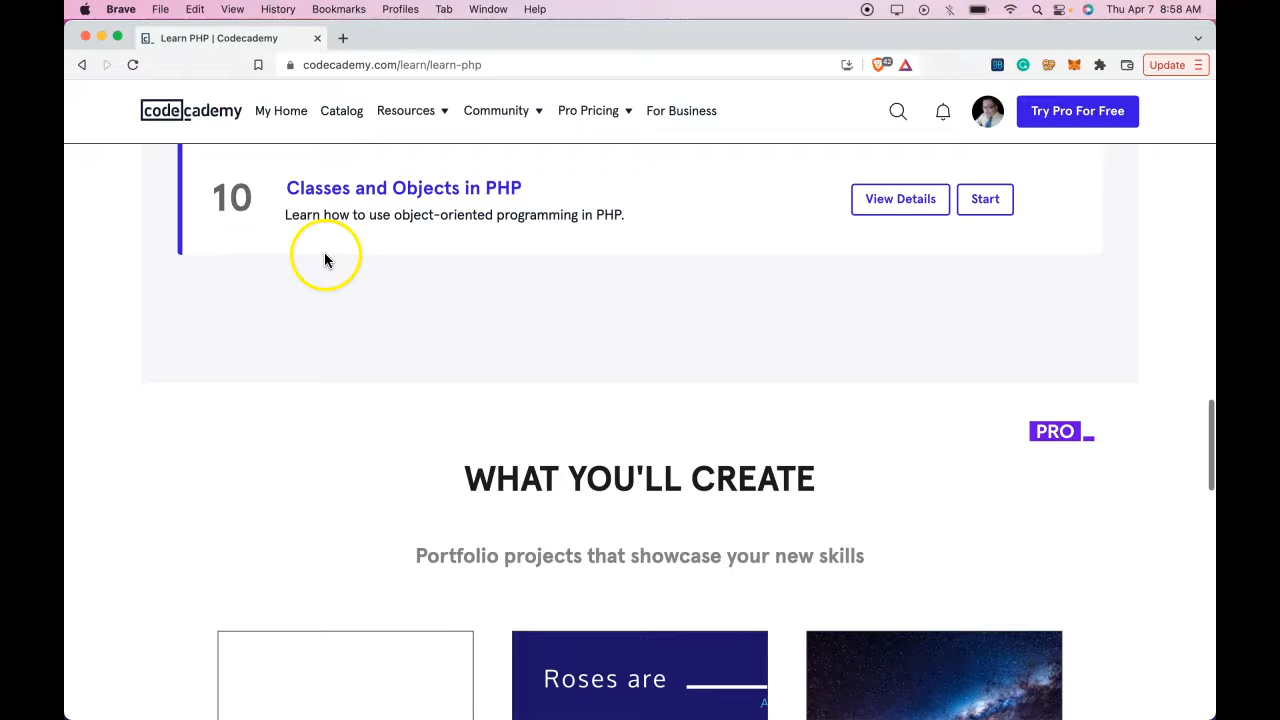 Brave File Edit View History Bookmarks Profiles Tab Window Help Thu Apr 7 8:58 AM
Learn PHP | Codecademy
codecademy.com/learn/learn-php 42 Update
codecademy My Home Catalog Resources Community Pro Pricing For Business Try Pro For Free
10 Classes and Objects in PHP View Details Start
Learn how to use object-oriented programming in PHP.
PRO
WHAT YOU'LL CREATE
Portfolio projects that showcase your new skills
Roses are
A